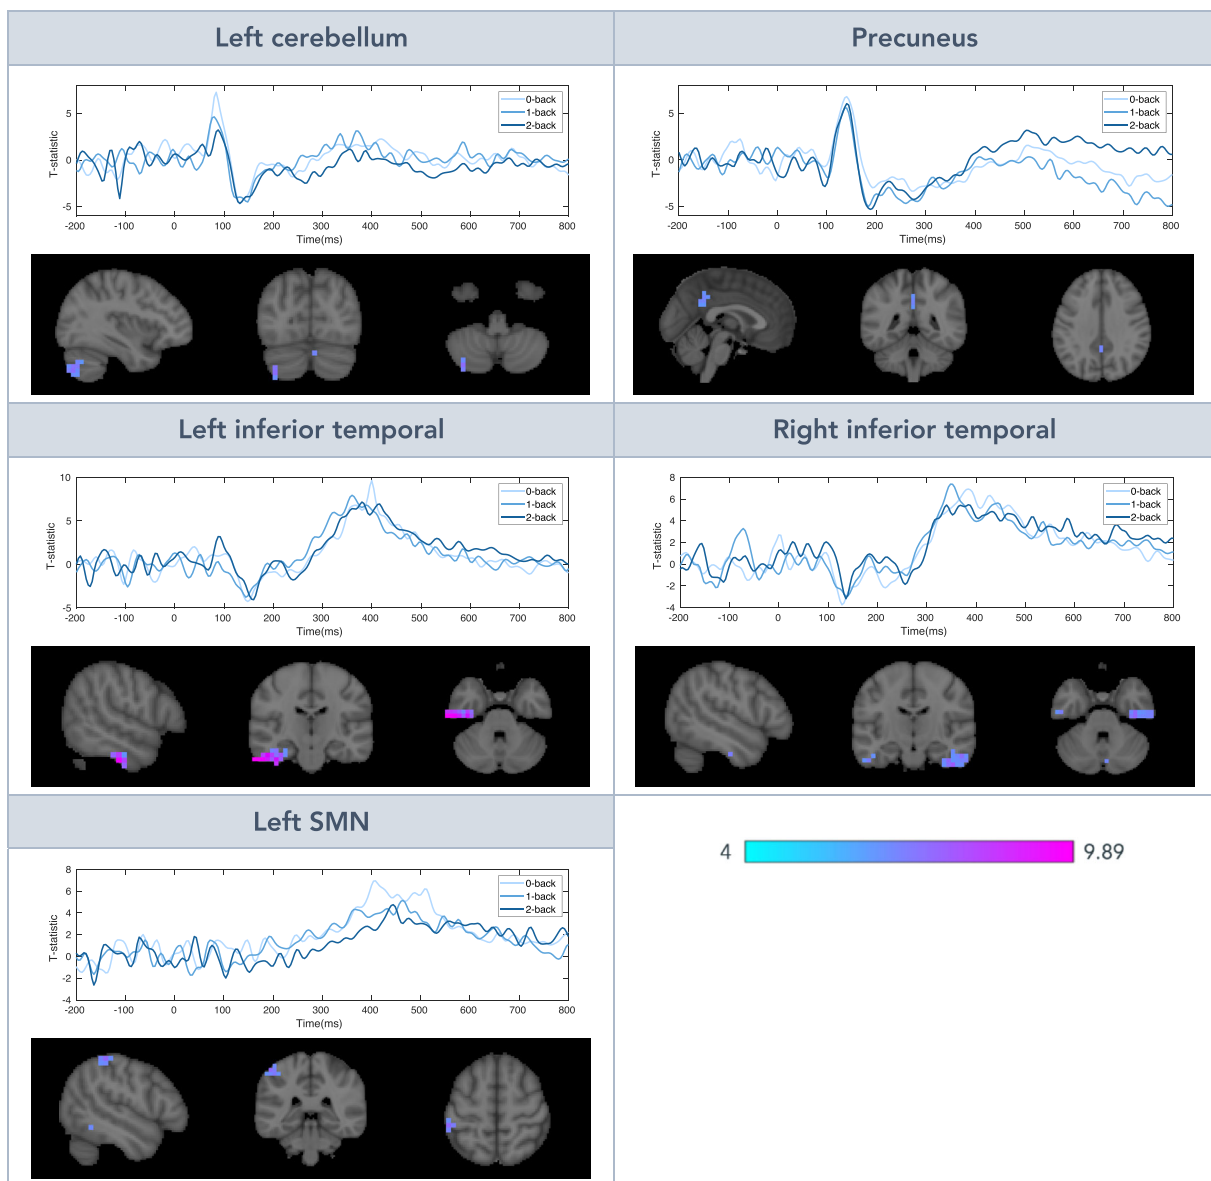 Left cerebellum
5
0
-5
T-statistic
0-back
1-back
2-back
-200 -100 0 100 200 300 400 500 600 700 800
Time(ms)
Precuneus
5
0
-5
T-statistic
0-back
1-back
2-back
-200 -100 0 100 200 300 400 500 600 700 800
Time(ms)
Left inferior temporal
10
5
0
-5
T-statistic
0-back
1-back
2-back
-200 -100 0 100 200 300 400 500 600 700 800
Time(ms)
Right inferior temporal
8
6
4
2
0
-2
-4
T-statistic
0-back
1-back
2-back
-200 -100 0 100 200 300 400 500 600 700 800
Time(ms)
Left SMN
8
6
4
2
0
-2
-4
T-statistic
0-back
1-back
2-back
-200 -100 0 100 200 300 400 500 600 700 800
Time(ms)
4 9.89